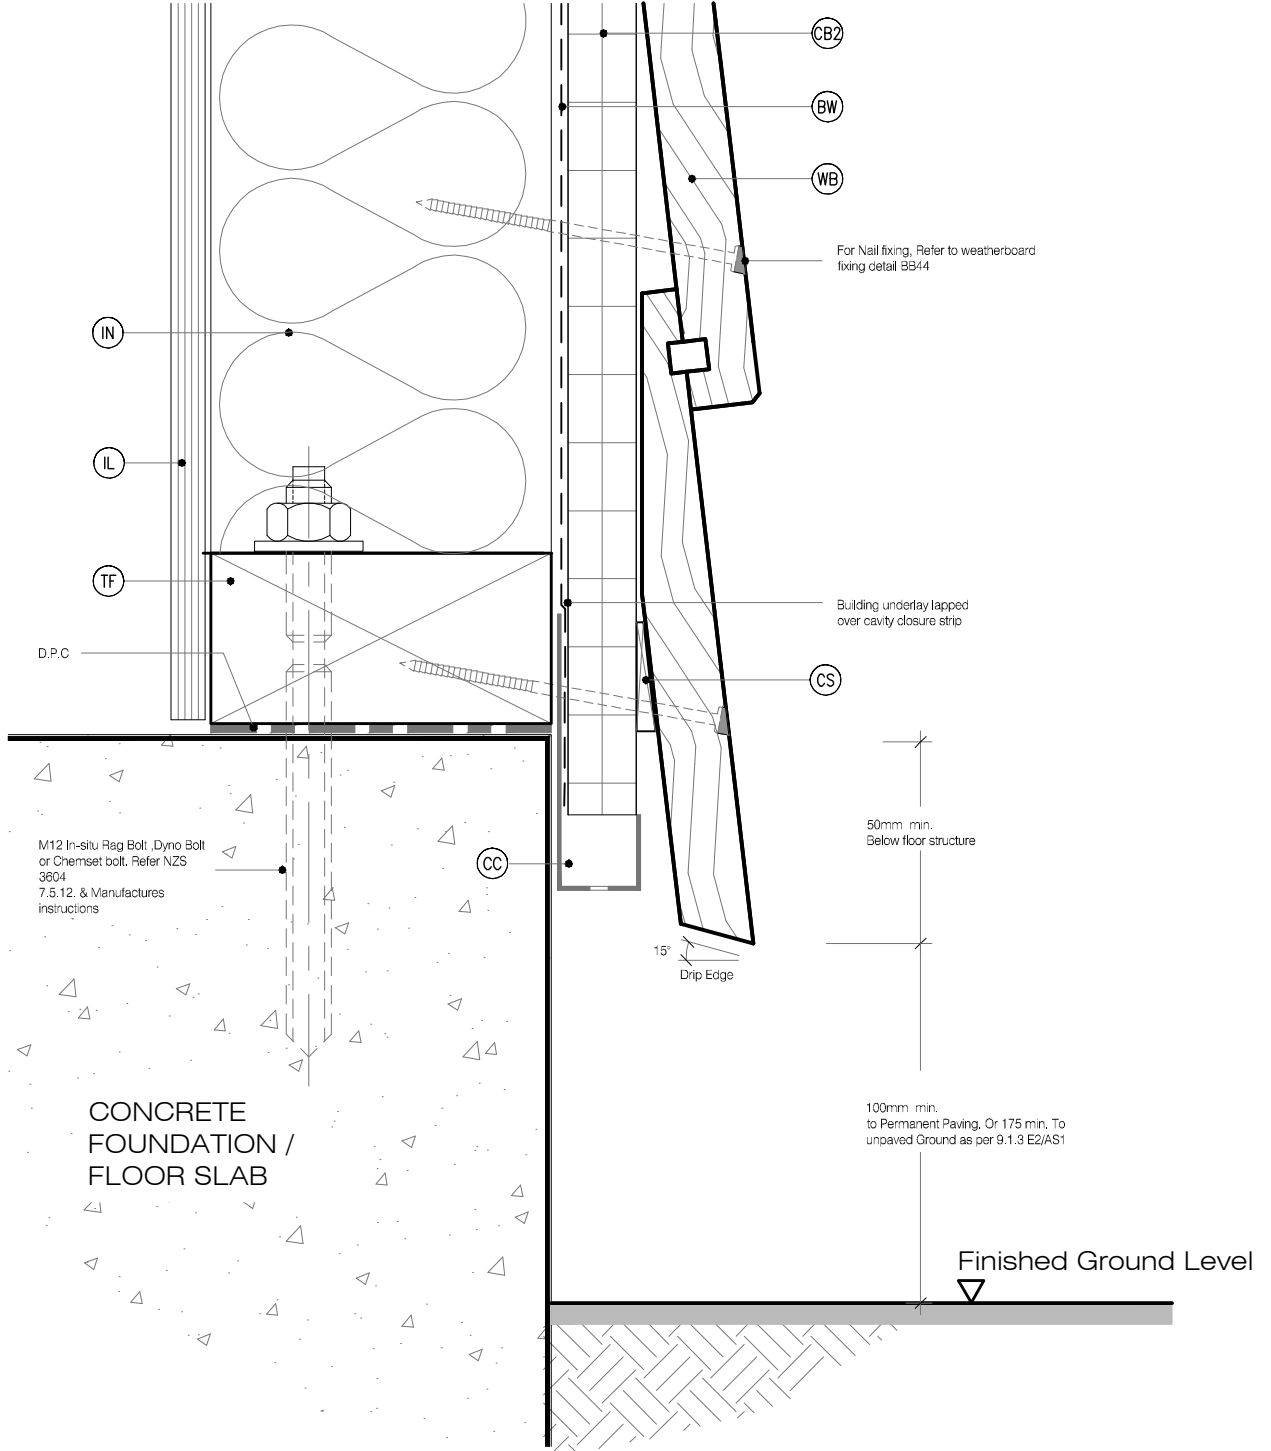 CB2
BW
WB
For Nail fixing, Refer to weatherboard
fixing detail BB44
IN
IL
TF
Building underlay lapped
over cavity closure strip
D.P.C
CS
50mm min.
Below floor structure
M12 In-situ Rag Bolt ,Dyno Bolt
or Chemset bolt. Refer NZS
3604
7.5.12. & Manufactures
instructions
CC
15°
Drip Edge
CONCRETE
FOUNDATION /
FLOOR SLAB
100mm min.
to Permanent Paving, Or 175 min. To
unpaved Ground as per 9.1.3 E2/AS1
Finished Ground Level